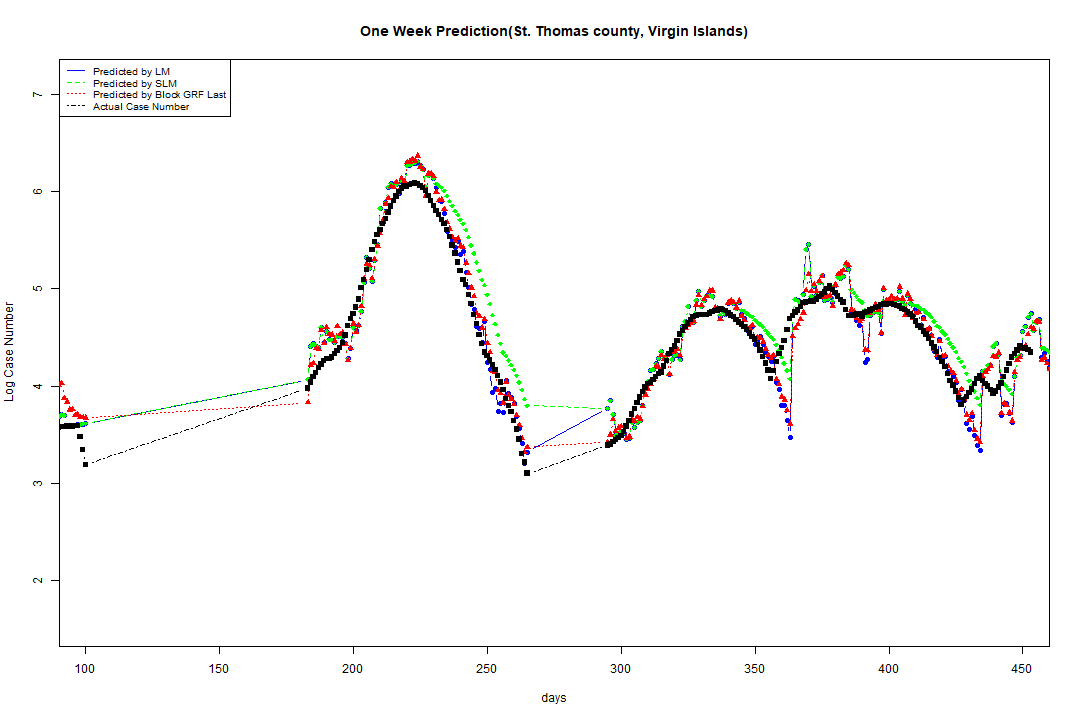 One Week Prediction(St. Thomas county, Virgin Islands)
Predicted by LM
Predicted by SLM
Predicted by Block GRF Last
Actual Case Number
7
6
5
4
3
2
Log Case Number
100 150 200 250 300 350 400 450
days